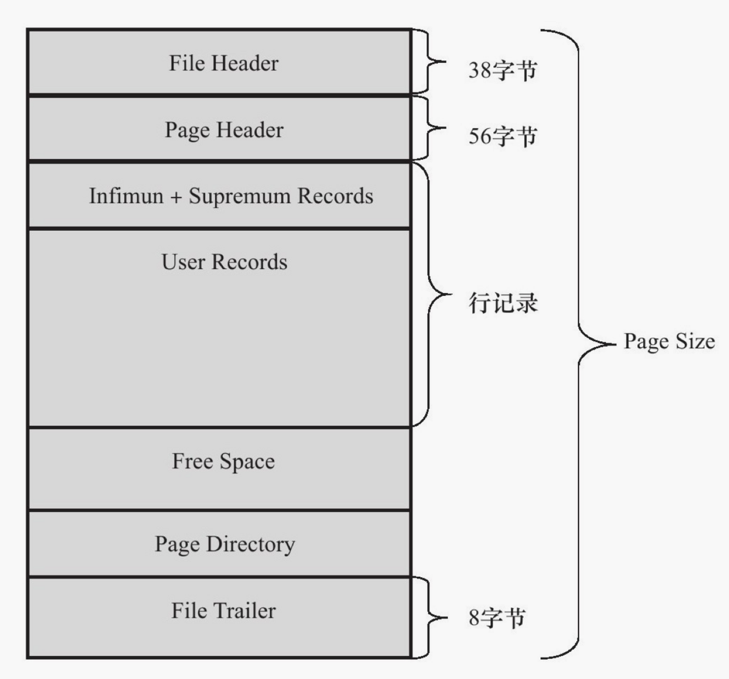 File Header
38字节
Page Header
56字节
Infimun + Supremum Records
User Records
行记录
Page Size
Free Space
Page Directory
File Trailer
8字节